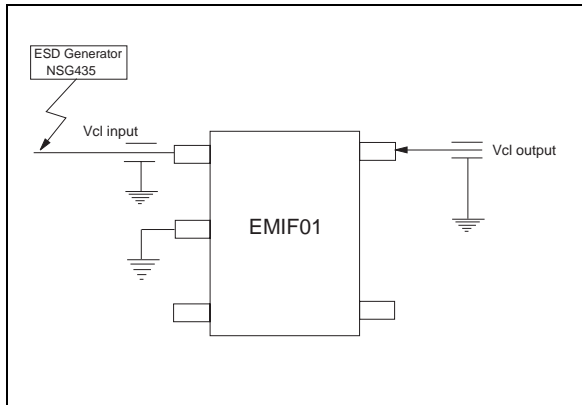 ESD Generator
NSG435
Vcl input
Vcl output
EMIF01